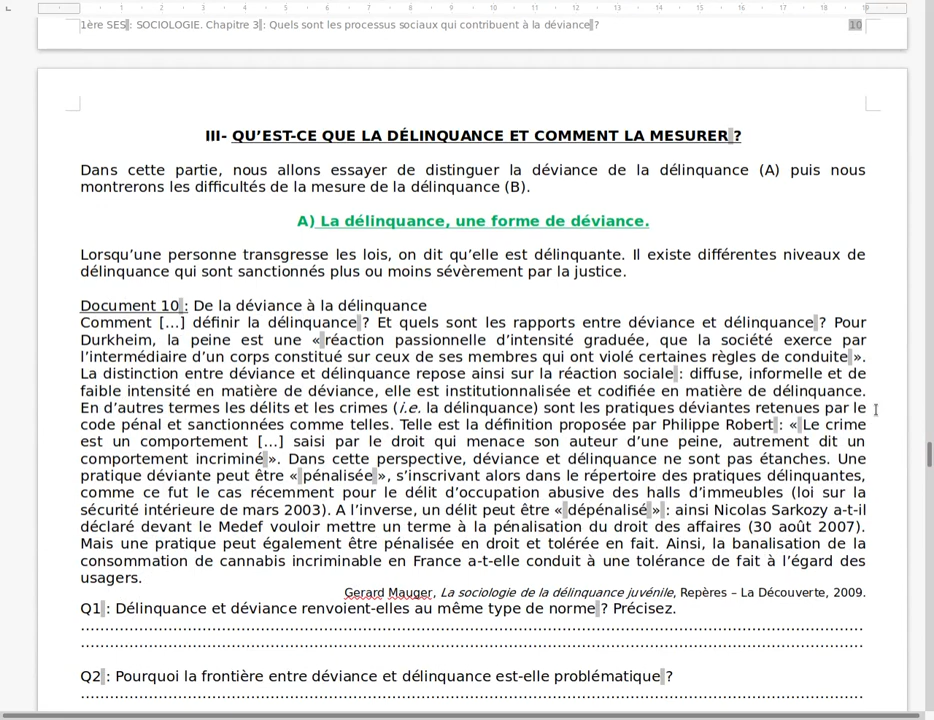 1ère SES : SOCIOLOGIE. Chapitre 3 : Quels sont les processus sociaux qui contribuent à la déviance ? 10
III- QU’EST-CE QUE LA DÉLINQUANCE ET COMMENT LA MESURER ?
Dans cette partie, nous allons essayer de distinguer la déviance de la délinquance (A) puis nous
montrerons les difficultés de la mesure de la délinquance (B).
A) La délinquance, une forme de déviance.
Lorsqu’une personne transgresse les lois, on dit qu’elle est délinquante. Il existe différentes niveaux de
délinquance qui sont sanctionnés plus ou moins sévèrement par la justice.
Document 10 : De la déviance à la délinquance
Comment […] définir la délinquance ? Et quels sont les rapports entre déviance et délinquance ? Pour
Durkheim, la peine est une « réaction passionnelle d’intensité graduée, que la société exerce par
l’intermédiaire d’un corps constitué sur ceux de ses membres qui ont violé certaines règles de conduite ».
La distinction entre déviance et délinquance repose ainsi sur la réaction sociale : diffuse, informelle et de
faible intensité en matière de déviance, elle est institutionnalisée et codifiée en matière de délinquance.
En d’autres termes les délits et les crimes (i.e. la délinquance) sont les pratiques déviantes retenues par le
code pénal et sanctionnées comme telles. Telle est la définition proposée par Philippe Robert : « Le crime
est un comportement […] saisi par le droit qui menace son auteur d’une peine, autrement dit un
comportement incriminé ». Dans cette perspective, déviance et délinquance ne sont pas étanches. Une
pratique déviante peut être « pénalisée », s’inscrivant alors dans le répertoire des pratiques délinquantes,
comme ce fut le cas récemment pour le délit d’occupation abusive des halls d’immeubles (loi sur la
sécurité intérieure de mars 2003). A l’inverse, un délit peut être « dépénalisé » : ainsi Nicolas Sarkozy a-t-il
déclaré devant le Medef vouloir mettre un terme à la pénalisation du droit des affaires (30 août 2007).
Mais une pratique peut également être pénalisée en droit et tolérée en fait. Ainsi, la banalisation de la
consommation de cannabis incriminable en France a-t-elle conduit à une tolérance de fait à l’égard des
usagers.
Gerard Mauger, La sociologie de la délinquance juvénile, Repères – La Découverte, 2009.
Q1 : Délinquance et déviance renvoient-elles au même type de norme ? Précisez.
Q2 : Pourquoi la frontière entre déviance et délinquance est-elle problématique ?